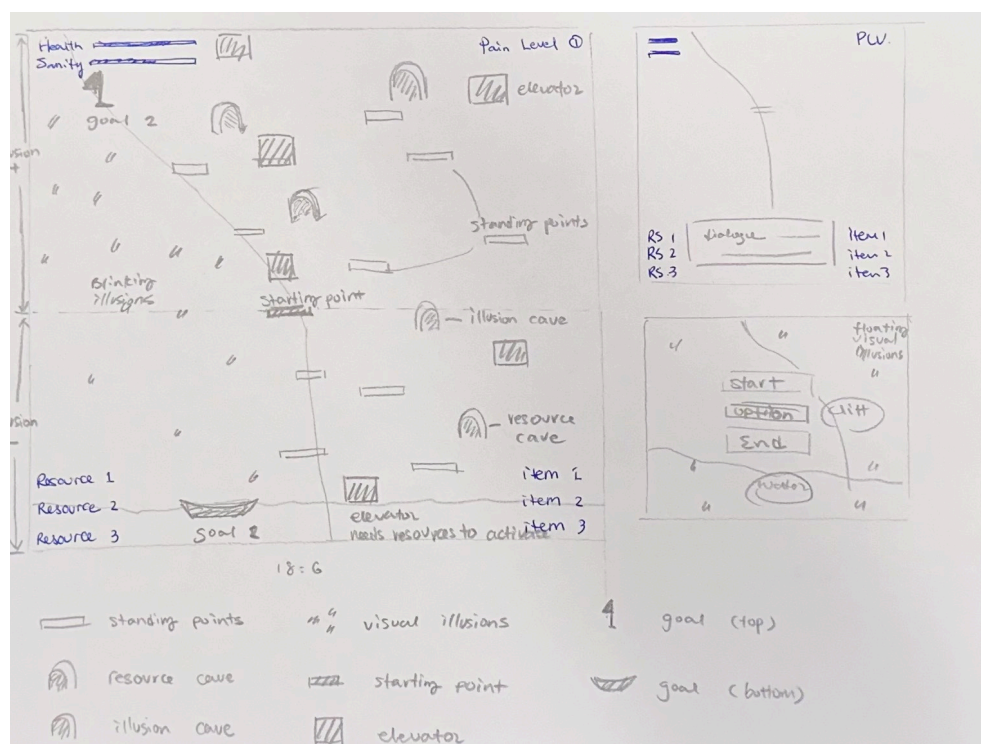 Health
Sanity
Pain Level ①
elevator
goal 2
standing points
Blinking
illusions
starting point
illusion cave
resource
cave
Resource 1
Resource 2
Resource 3
goal 2
elevator
needs resources to activate
item 1
item 2
item 3
18:6
standing points
visual illusions
goal (top)
resource cave
starting point
goal (bottom)
illusion cave
elevator
PLV.
RS 1
RS 2
RS 3
Dialogue
item 1
item 2
item 3
floating
visual
illusions
start
option
End
cliff
water